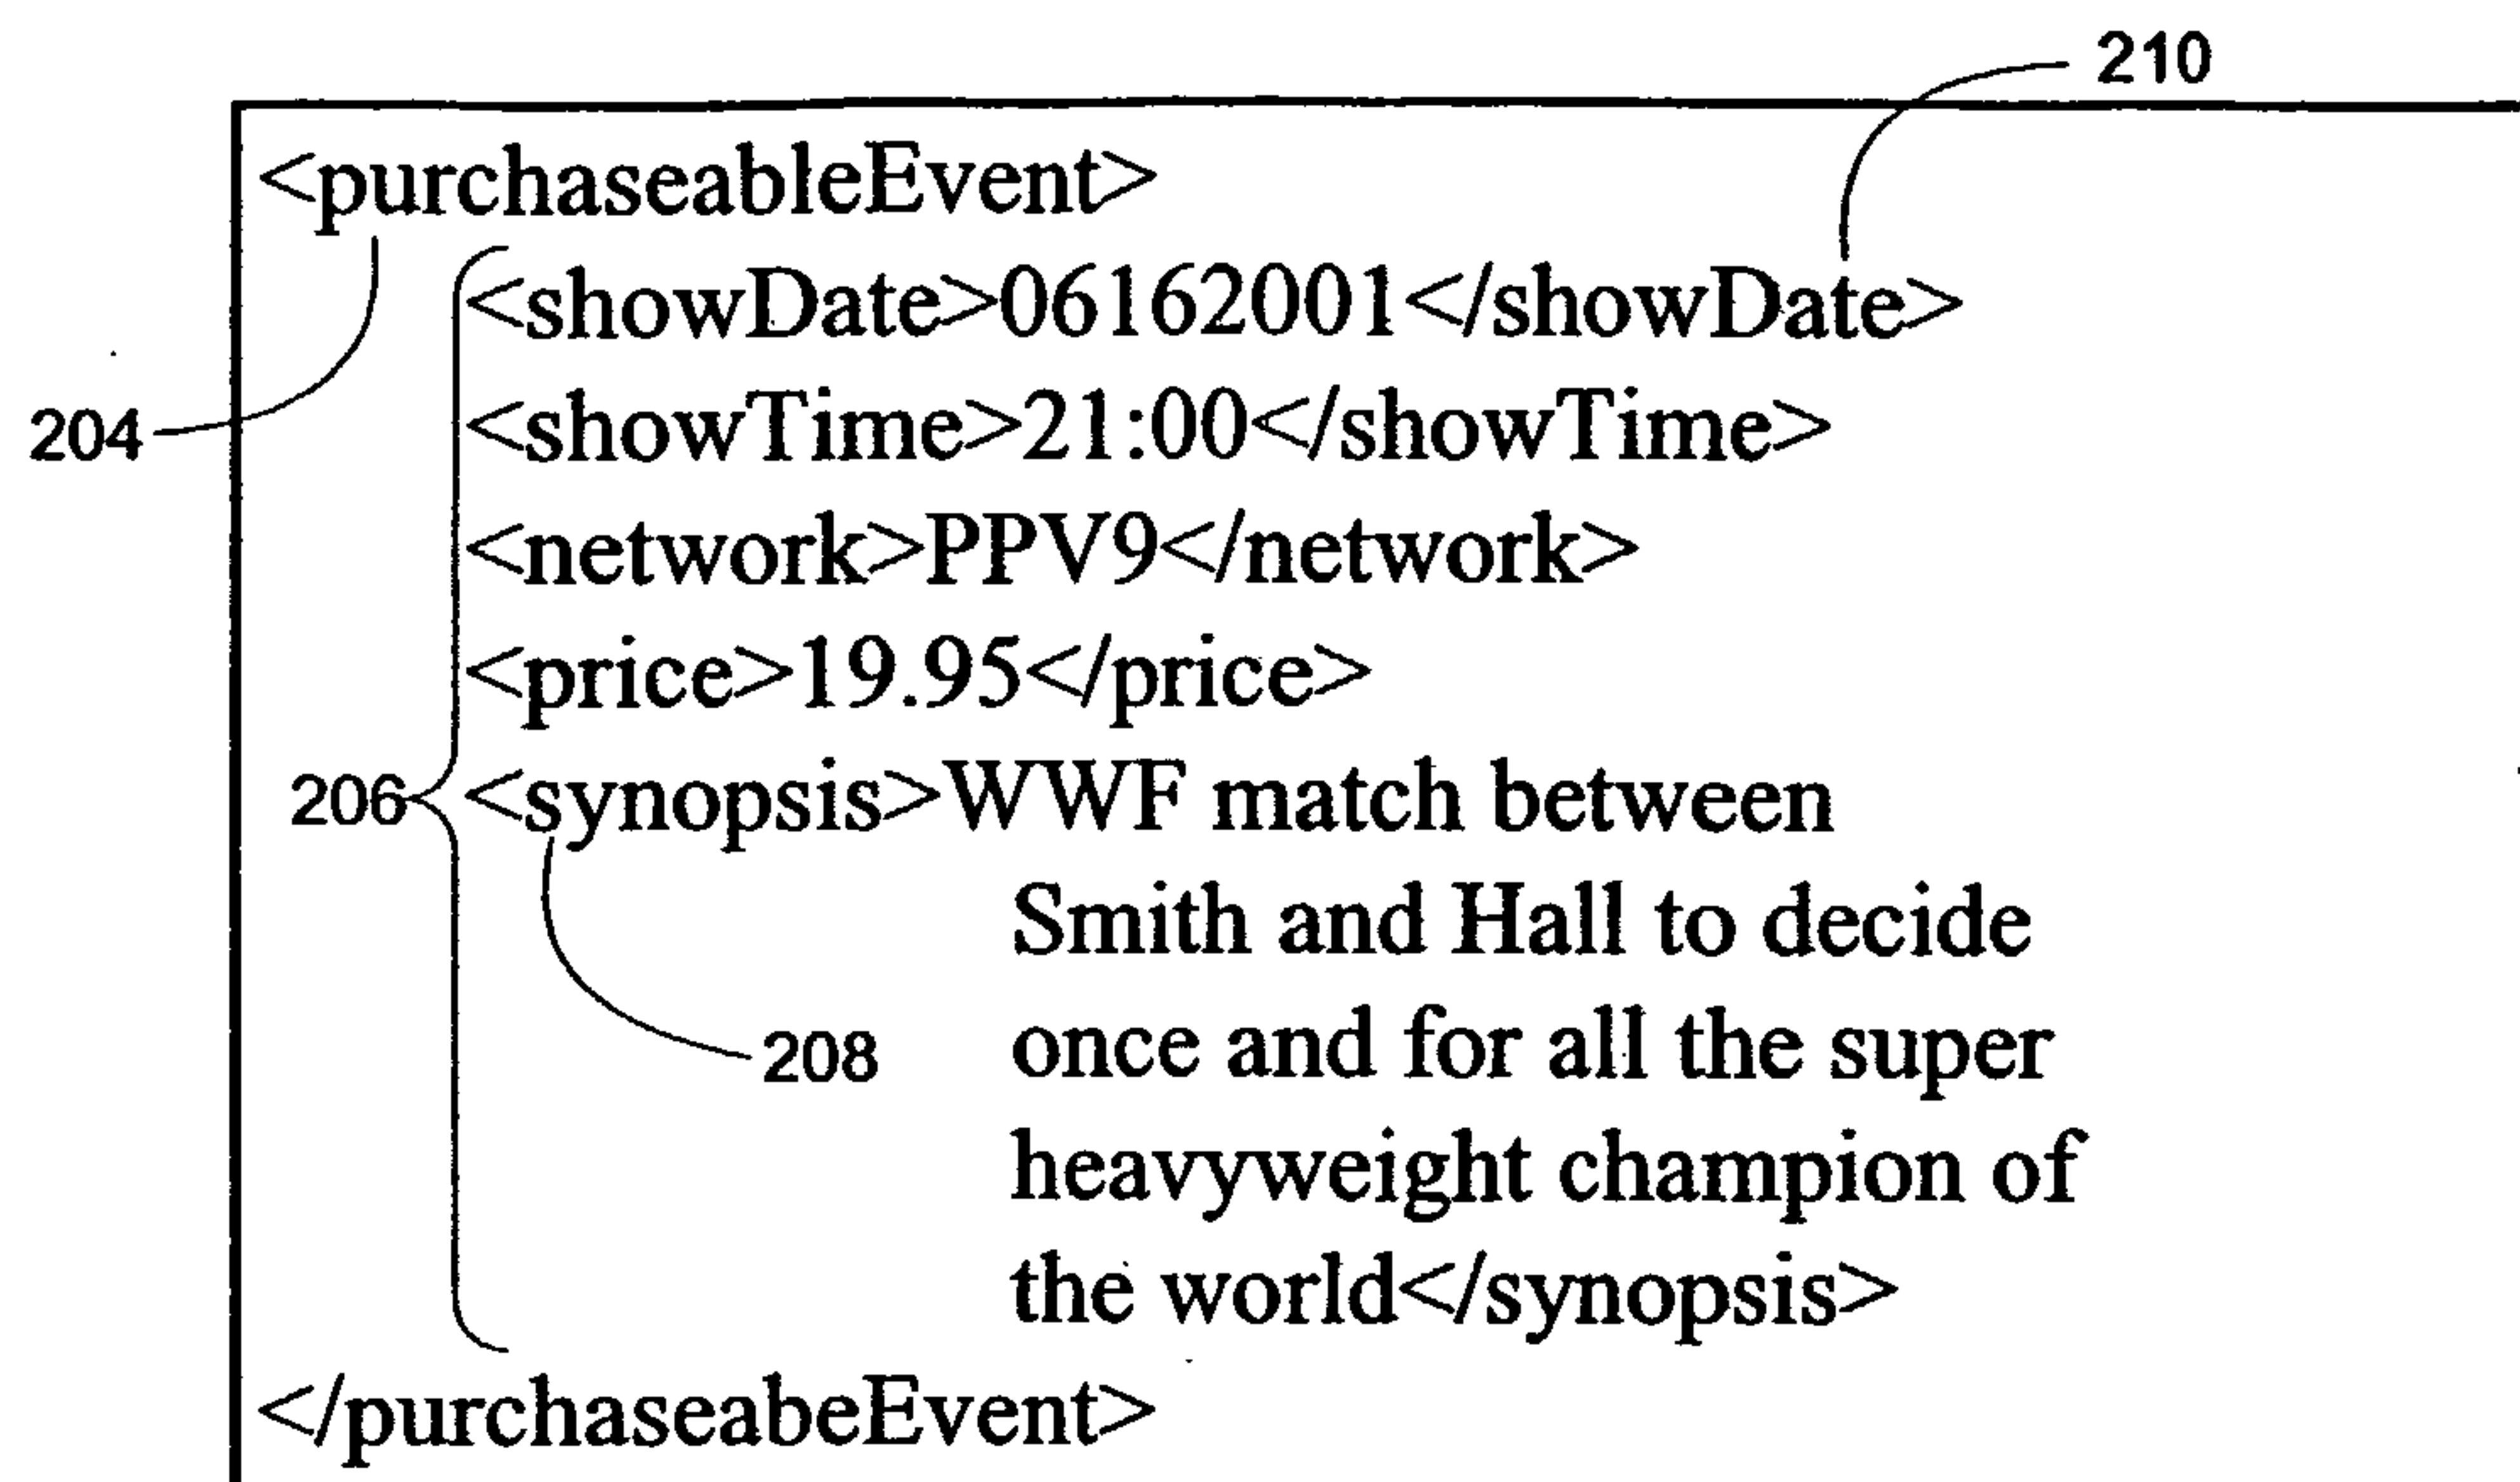 210
<purchaseableEvent>
<showDate>06162001</showDate>
204
<showTime>21:00</showTime>
<network>PPV9</network>
<price>19.95</price>
206
<synopsis>WWF match between
Smith and Hall to decide
208
once and for all the super
heavyweight champion of
the world</synopsis>
</purchaseabeEvent>